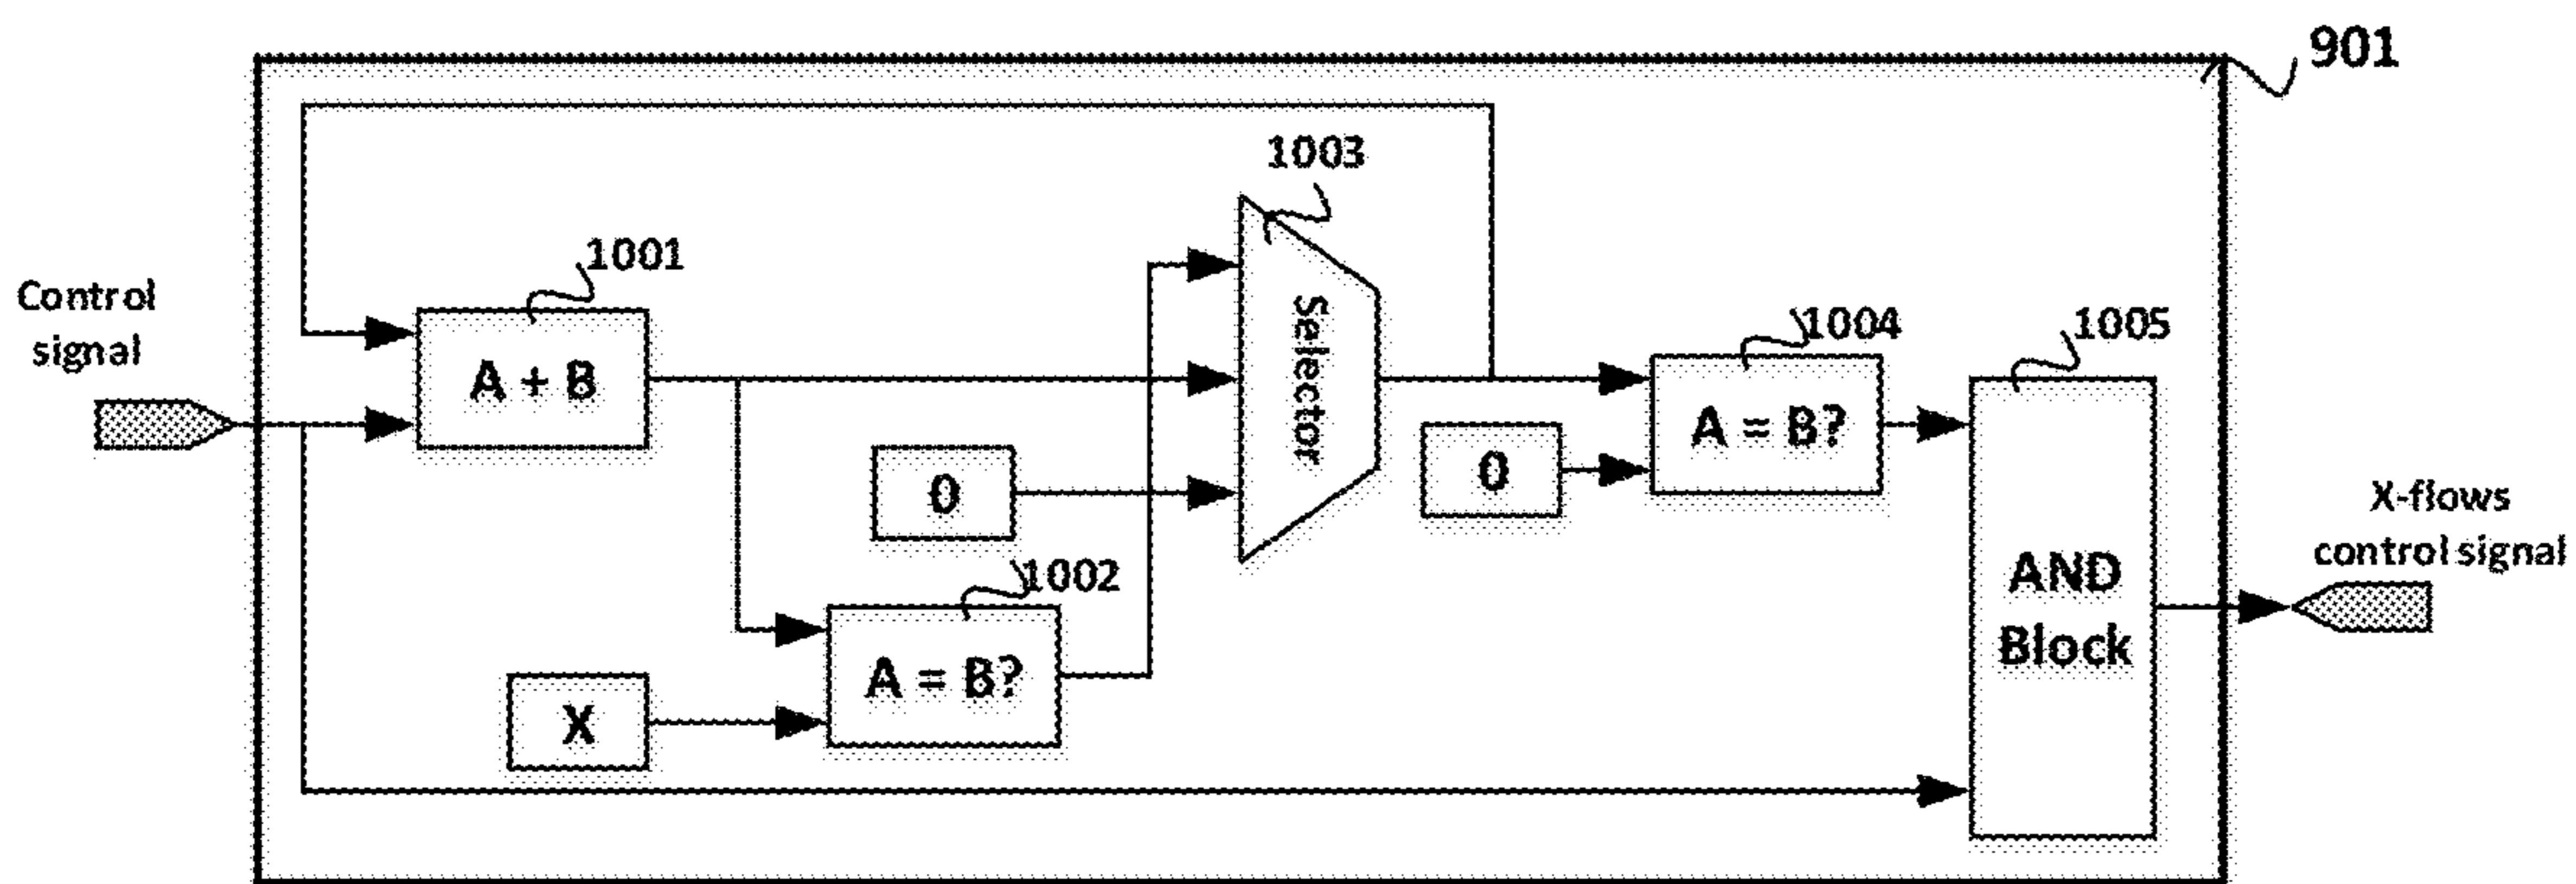 901
1003
1001
Control
signal
1004
1005
A + B
Selector
A = B?
0
0
X-flows
control signal
1002
AND
Block
A = B?
X